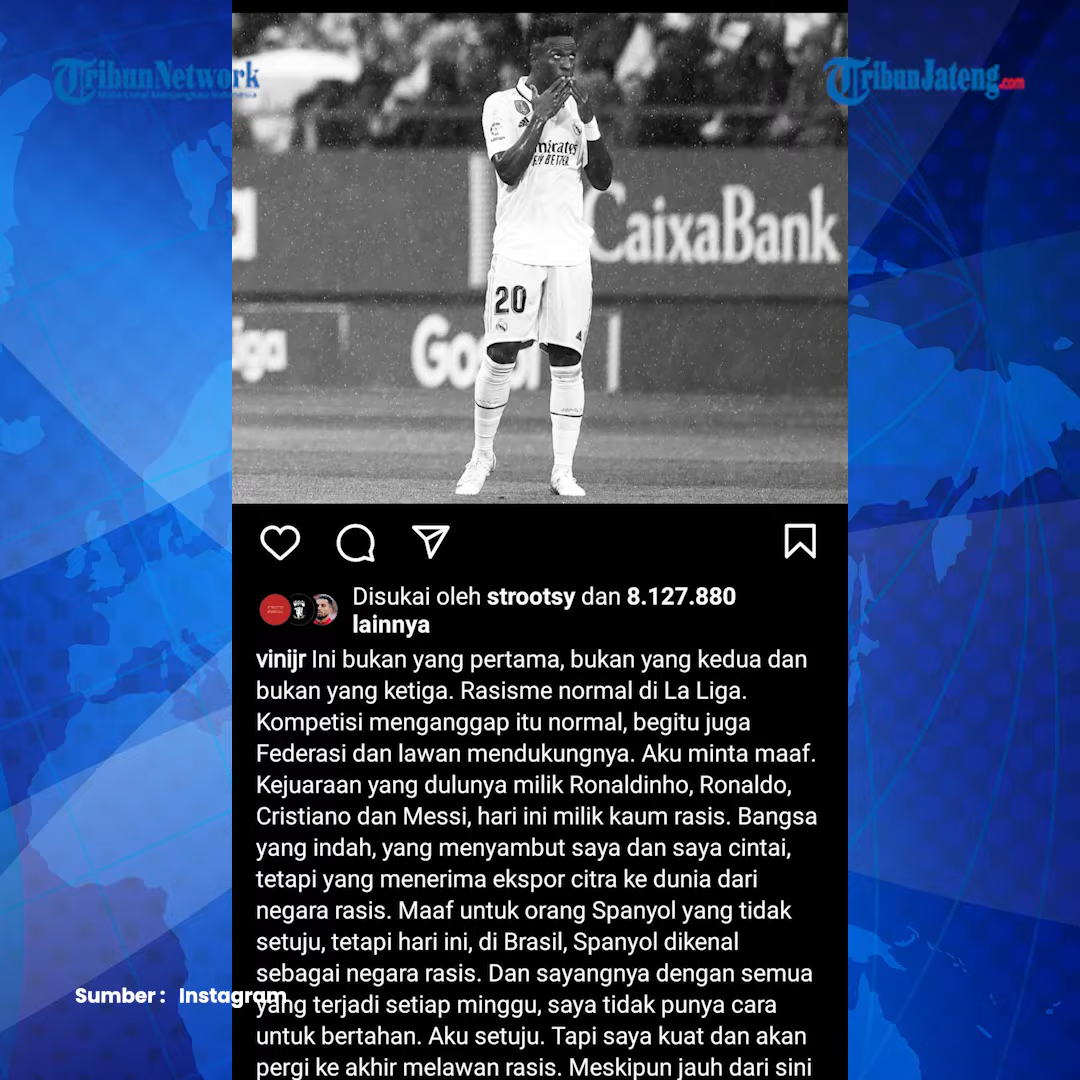 TribunNetwork
TribunJateng.com
Emirates
FLY BETTER
CaixaBank
20
Disukai oleh strootsy dan 8.127.880
lainnya
vinijr Ini bukan yang pertama, bukan yang kedua dan
bukan yang ketiga. Rasisme normal di La Liga.
Kompetisi menganggap itu normal, begitu juga
Federasi dan lawan mendukungnya. Aku minta maaf.
Kejuaraan yang dulunya milik Ronaldinho, Ronaldo,
Cristiano dan Messi, hari ini milik kaum rasis. Bangsa
yang indah, yang menyambut saya dan saya cintai,
tetapi yang menerima ekspor citra ke dunia dari
negara rasis. Maaf untuk orang Spanyol yang tidak
setuju, tetapi hari ini, di Brasil, Spanyol dikenal
sebagai negara rasis. Dan sayangnya dengan semua
yang terjadi setiap minggu, saya tidak punya cara
untuk bertahan. Aku setuju. Tapi saya kuat dan akan
pergi ke akhir melawan rasis. Meskipun jauh dari sini
Sumber : Instagram